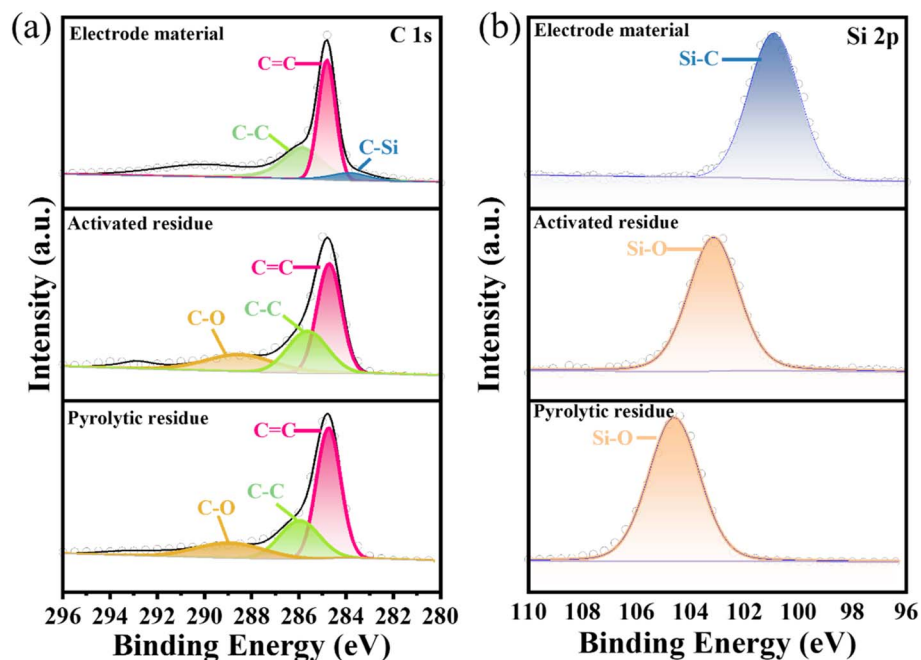 (a)
Electrode material
C 1s
C=C
C-C
C-Si
Activated residue
C=C
C-C
C-O
Pyrolytic residue
C=C
C-C
C-O
Intensity (a.u.)
296 294 292 290 288 286 284 282 280
Binding Energy (eV)
(b)
Electrode material
Si 2p
Si-C
Activated residue
Si-O
Pyrolytic residue
Si-O
Intensity (a.u.)
110 108 106 104 102 100 98 96
Binding Energy (eV)